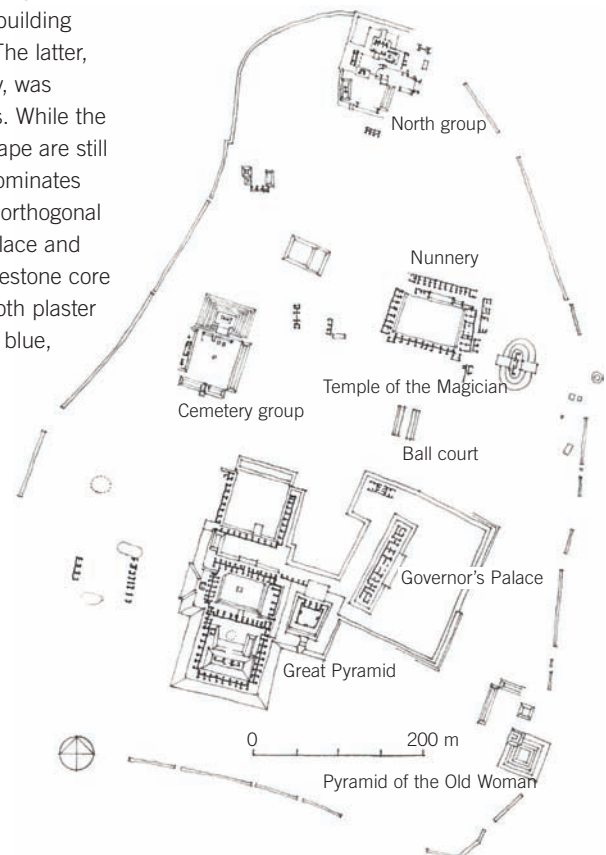 building
The latter,
y, was
s. While the
ape are still
ominates
orthogonal
lace and
estone core
oth plaster
blue,
North group
Nunnery
Temple of the Magician
Cemetery group
Ball court
Governor's Palace
Great Pyramid
0 200 m
Pyramid of the Old Woman